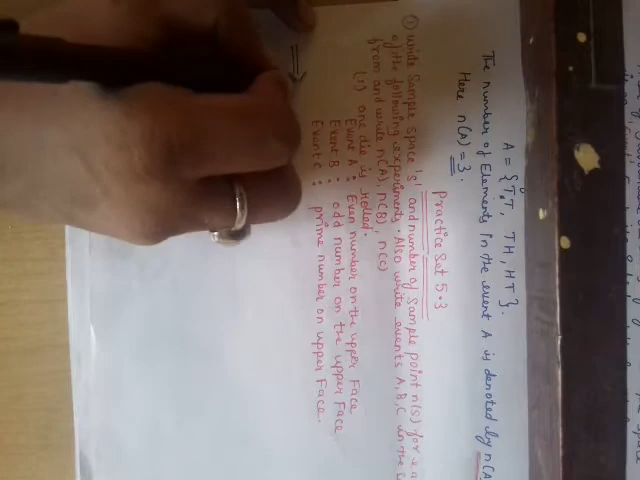 A = {TT, TH, HT}.
The number of Elements in the event A is denoted by n(A
Here n(A) = 3.
Practice Set 5.3
① Write Sample Space 's' and number of Sample point n(s) for
of the following experiments. Also write events A, B, C in the
from and write n(A), n(B), n(c)
one die is rolled.
Event A : Even number on the upper Face
Event B : odd number on the upper Face
Event C : prime number on upper Face.